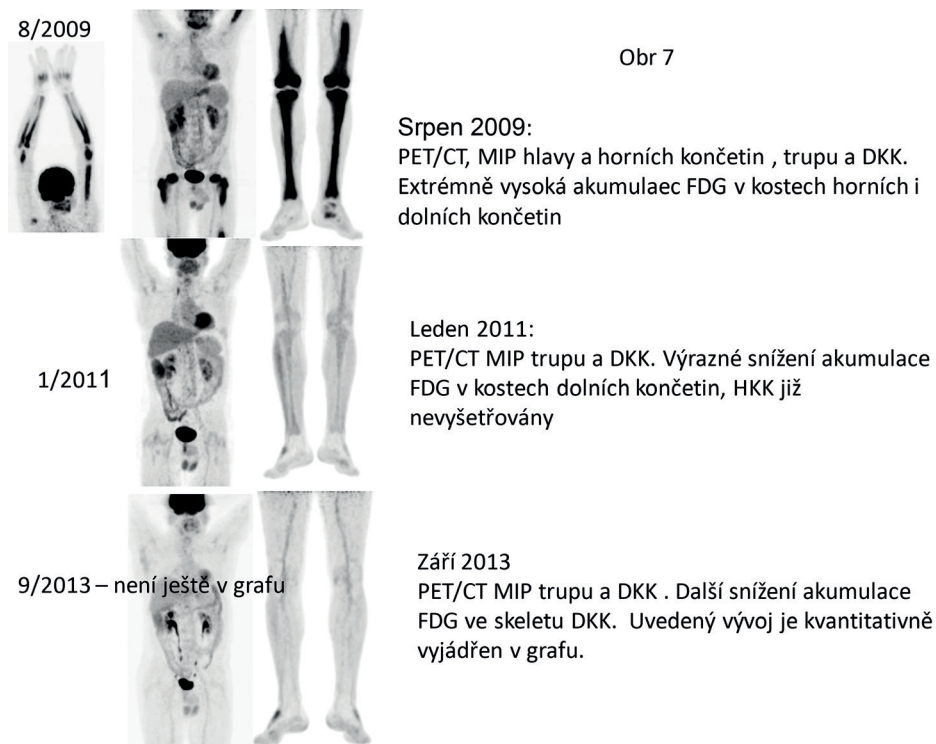 8/2009
Obr 7
Srpen 2009:
PET/CT, MIP hlavy a horních končetin , trupu a DKK.
Extrémně vysoká akumulaec FDG v kostech horních i
dolních končetin
1/2011
Leden 2011:
PET/CT MIP trupu a DKK. Výrazné snížení akumulace
FDG v kostech dolních končetin, HKK již
nevyšetřovány
9/2013 – není ještě v grafu
Září 2013
PET/CT MIP trupu a DKK . Další snížení akumulace
FDG ve skeletu DKK.  Uvedený vývoj je kvantitativně
vyjádřen v grafu.